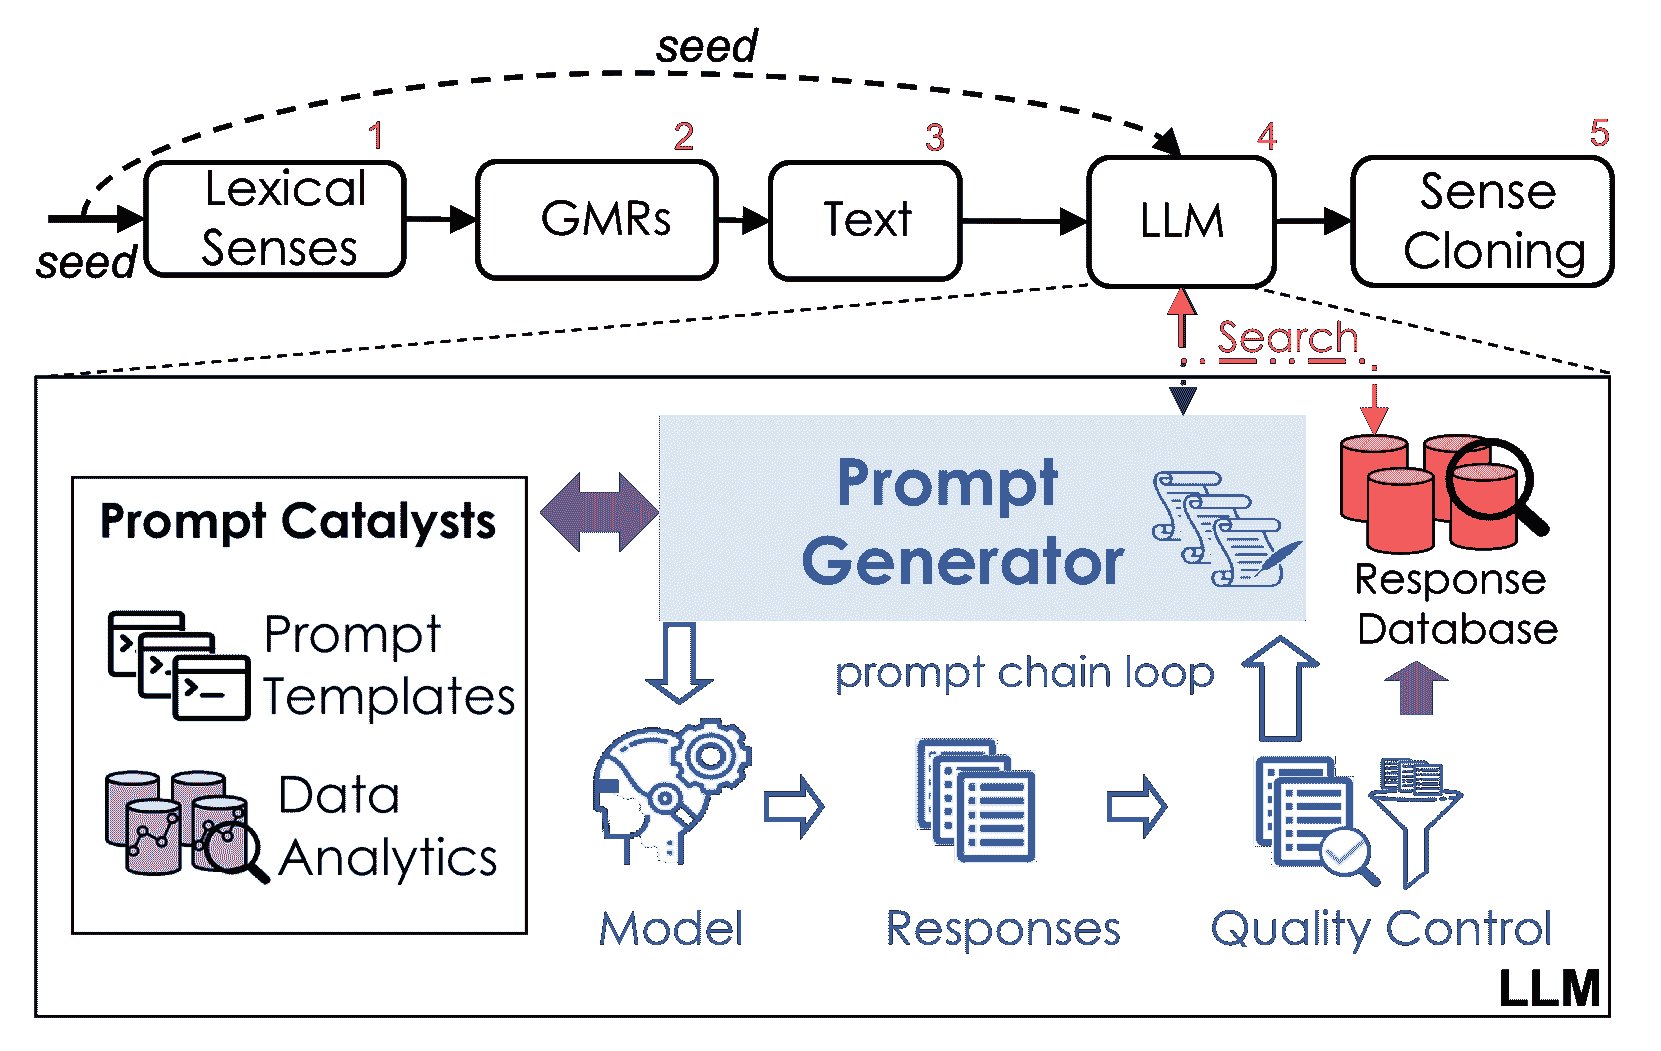 seed
seed
1
2
3
4
5
Lexical
Senses
GMRs
Text
LLM
Sense
Cloning
Search
Prompt Catalysts
Prompt
Templates
Data
Analytics
Prompt
Generator
Response
Database
prompt chain loop
Model
Responses
Quality Control
LLM